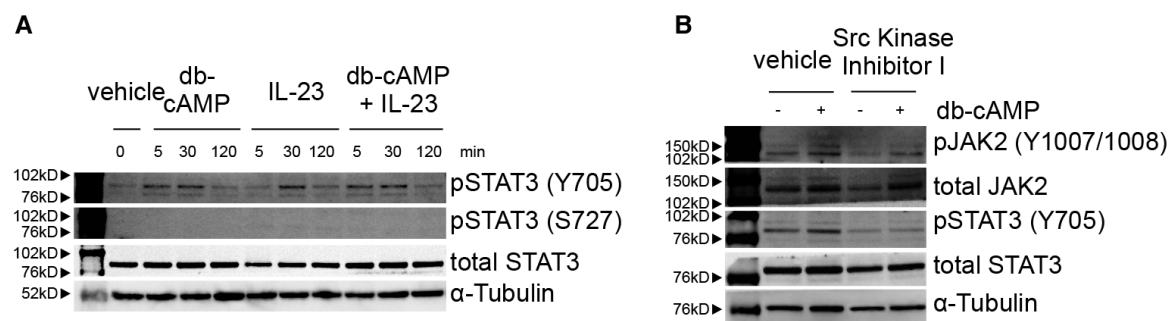 A
vehicle db-cAMP IL-23 db-cAMP + IL-23
0 5 30 120 5 30 120 5 30 120 min
102kD
76kD
pSTAT3 (Y705)
102kD
76kD
pSTAT3 (S727)
102kD
76kD
total STAT3
52kD
α-Tubulin
B
vehicle Src Kinase Inhibitor I
- + - + db-cAMP
150kD
102kD
pJAK2 (Y1007/1008)
150kD
102kD
total JAK2
102kD
76kD
pSTAT3 (Y705)
76kD
total STAT3
76kD
α-Tubulin